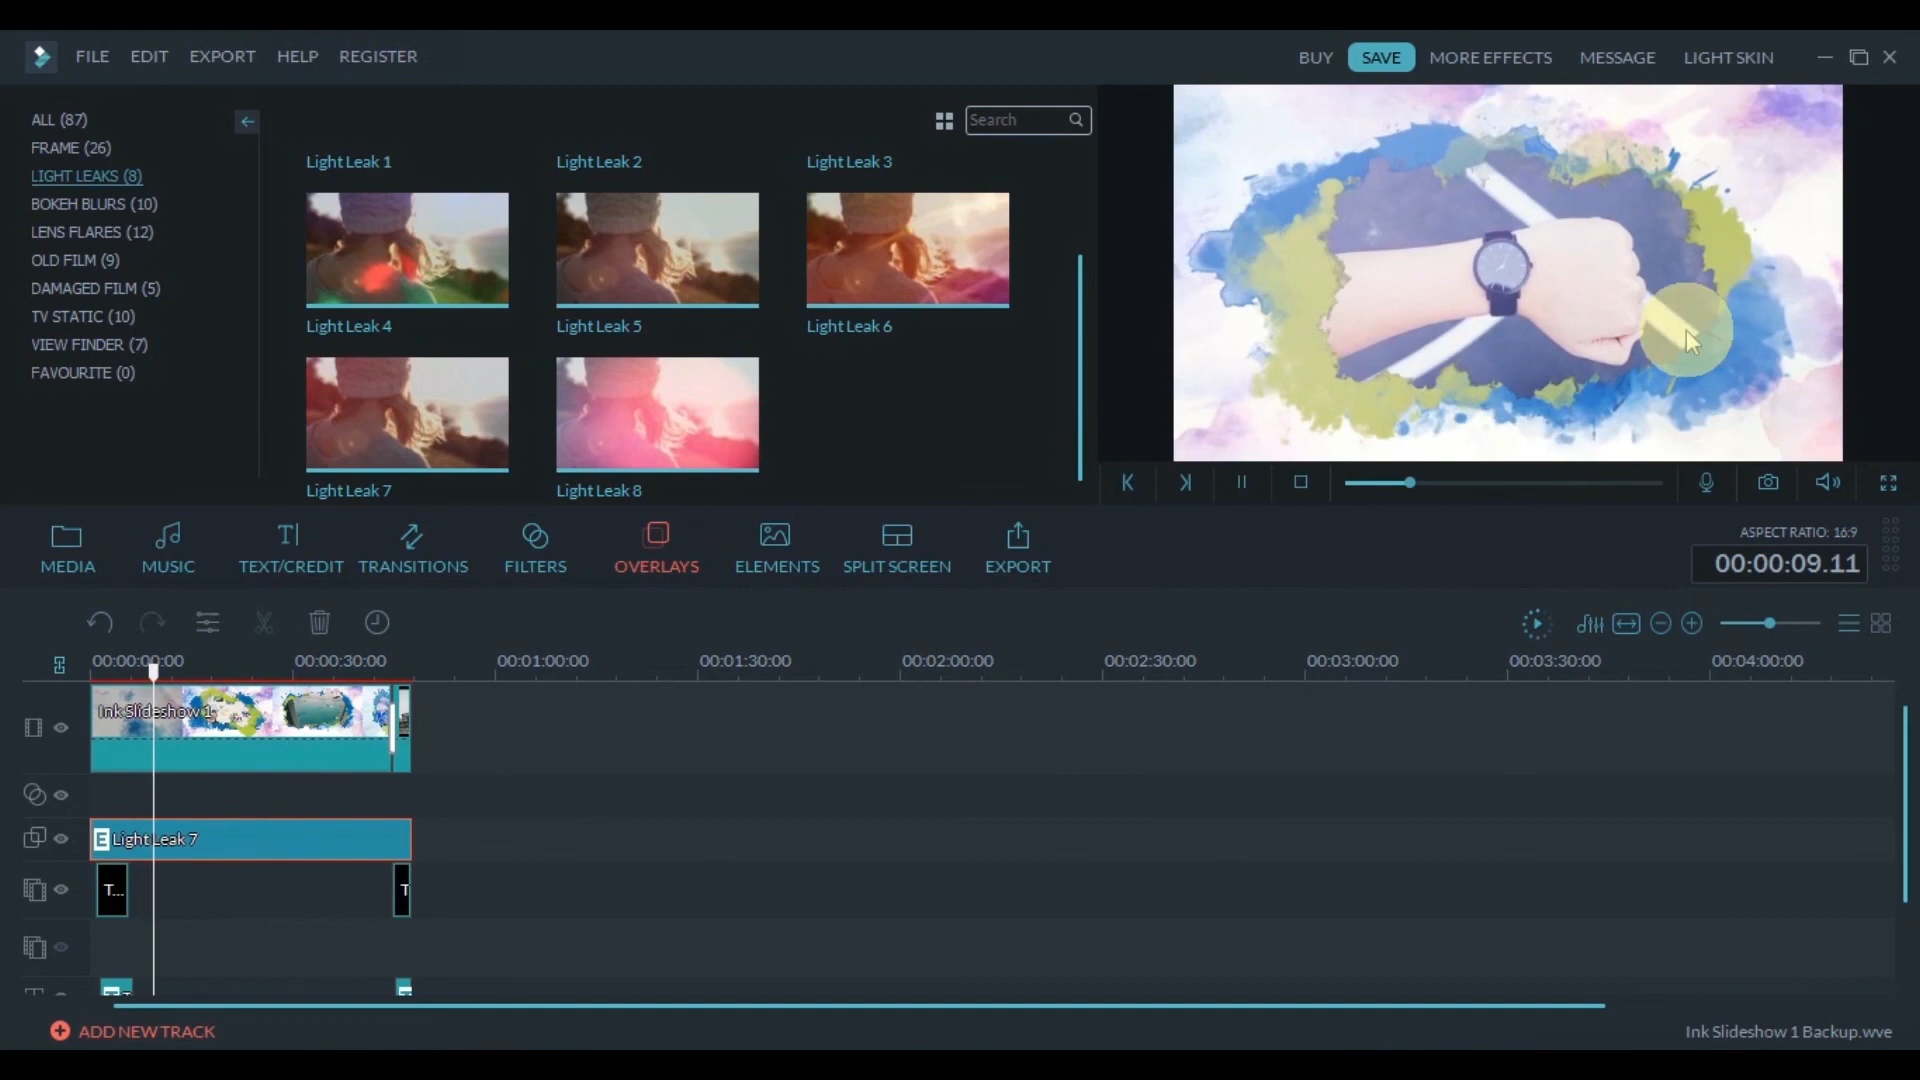 FILE EDIT EXPORT HELP REGISTER
BUY SAVE MORE EFFECTS MESSAGE LIGHT SKIN
ALL (87)
FRAME (26)
LIGHT LEAKS (8)
BOKEH BLURS (10)
LENS FLARES (12)
OLD FILM (9)
DAMAGED FILM (5)
TV STATIC (10)
VIEW FINDER (7)
FAVOURITE (0)
Search
Light Leak 1 Light Leak 2 Light Leak 3
Light Leak 4 Light Leak 5 Light Leak 6
Light Leak 7 Light Leak 8
MEDIA MUSIC TEXT/CREDIT TRANSITIONS FILTERS OVERLAYS ELEMENTS SPLIT SCREEN EXPORT
ASPECT RATIO: 16:9
00:00:09.11
00:00:00:00 00:00:30:00 00:01:00:00 00:01:30:00 00:02:00:00 00:02:30:00 00:03:00:00 00:03:30:00 00:04:00:00
Ink Slideshow 1
E Light Leak 7
T... T
ADD NEW TRACK
Ink Slideshow 1 Backup.wve